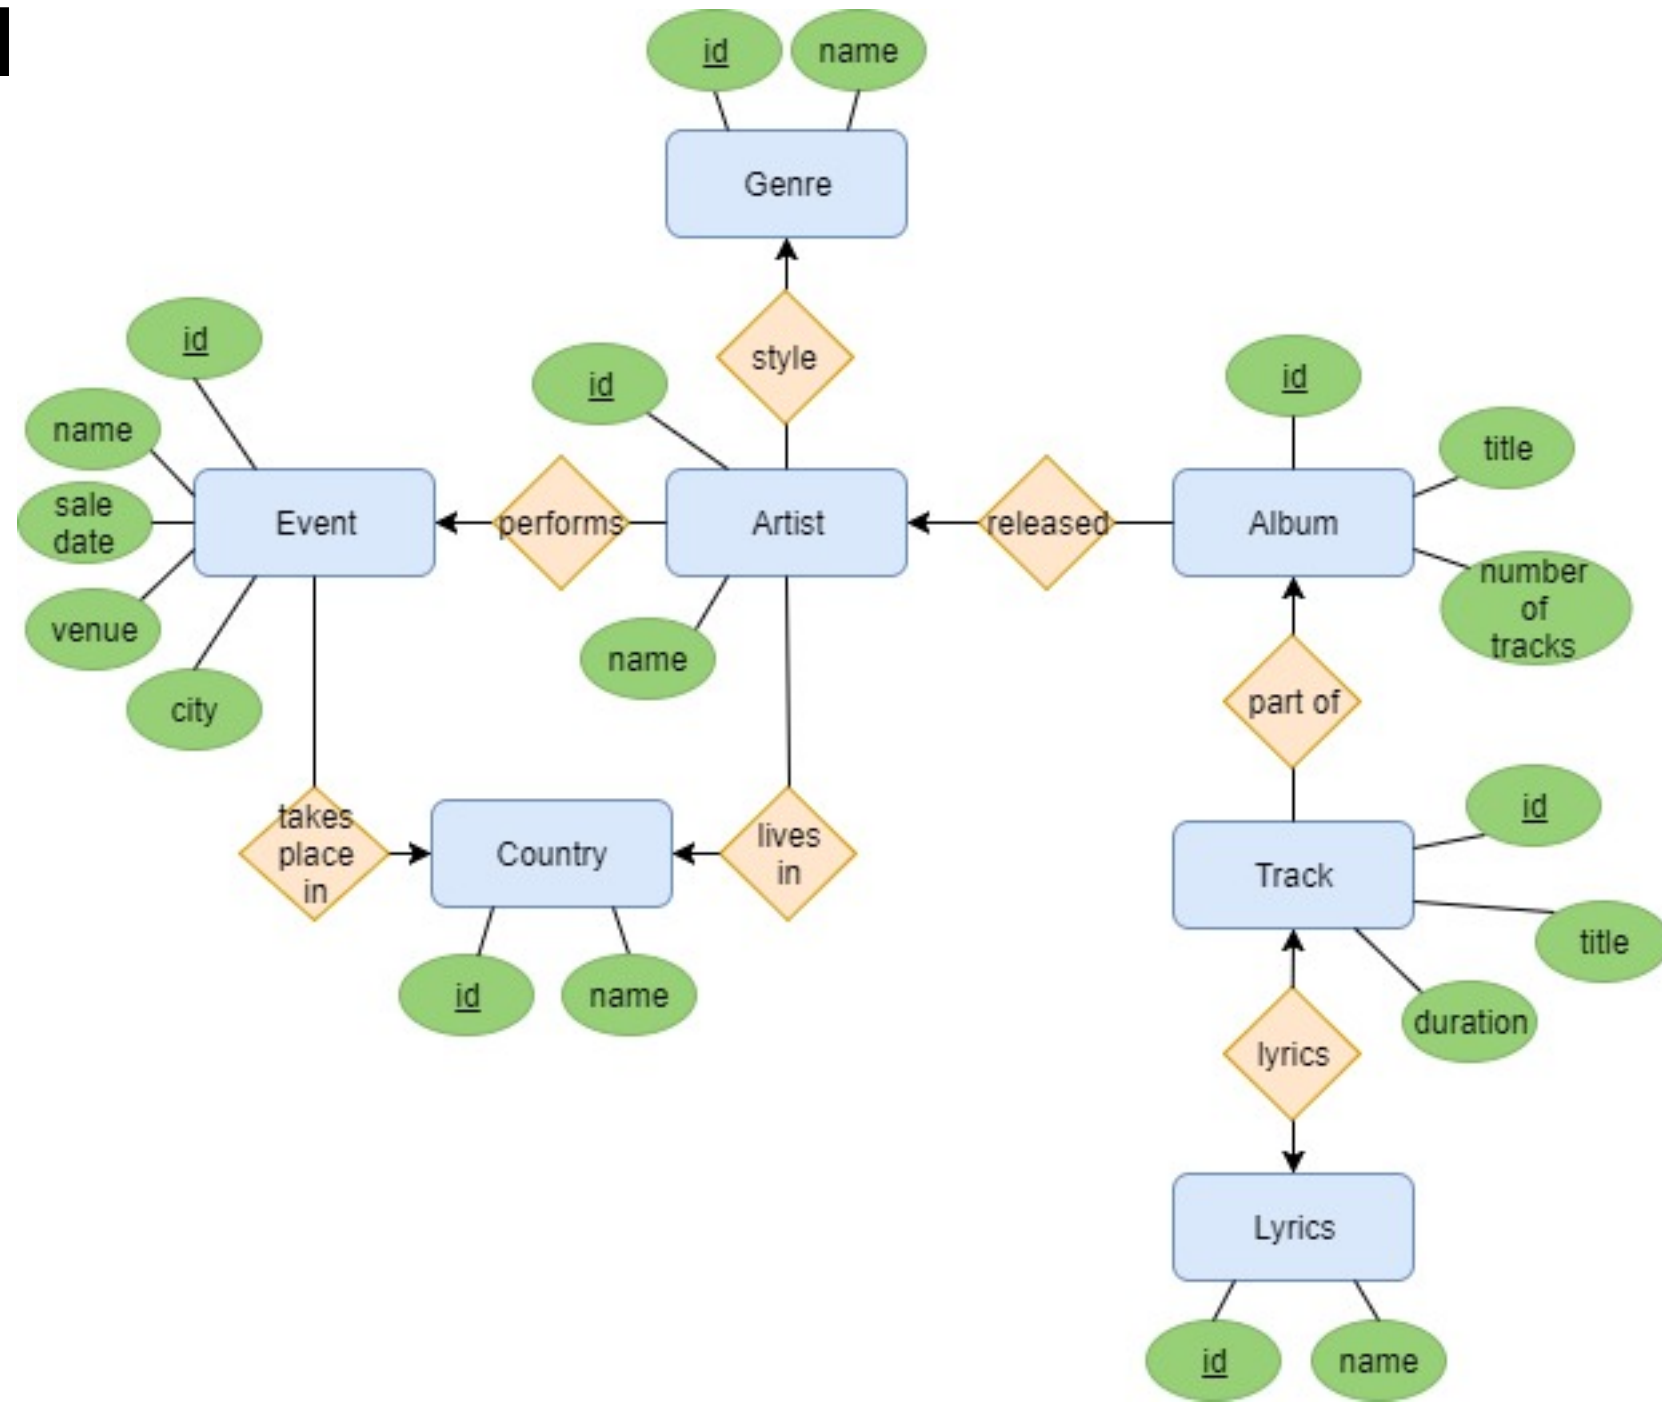 id
name
Genre
style
id
name
sale
date
venue
city
Event
performs
id
Artist
name
released
id
title
number
of
tracks
Album
part of
takes
place
in
Country
lives
in
id
name
Track
id
title
duration
lyrics
Lyrics
id
name